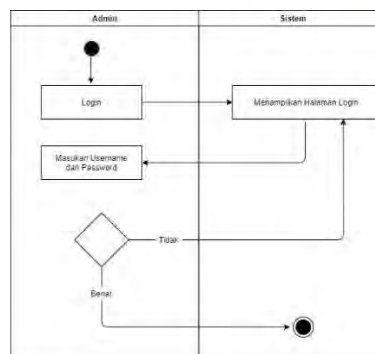 Admin
Sistem
Login
Menampilkan Halaman Login
Masukan Username
dan Password
Tidak
Benar